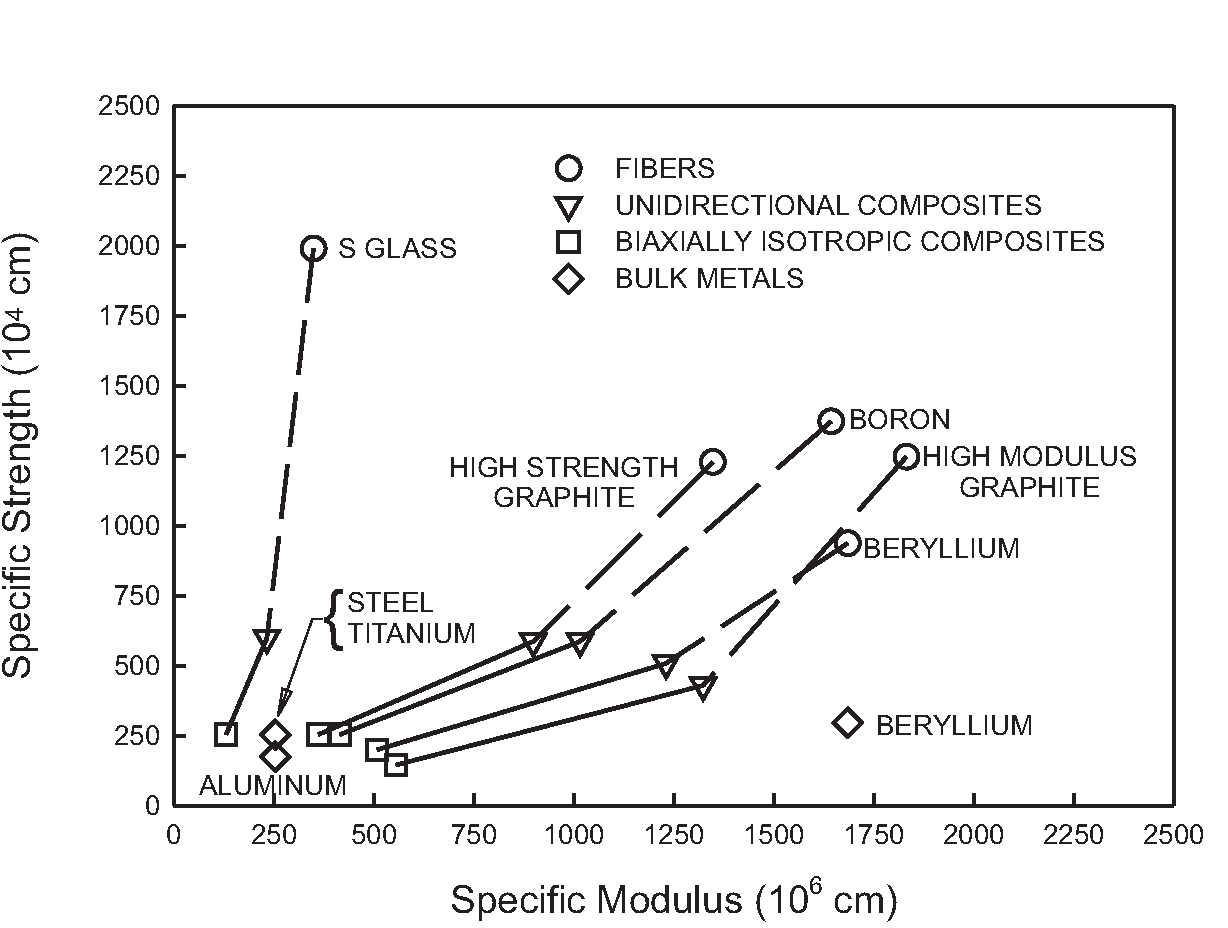 2500
2250
2000
1750
1500
1250
1000
750
500
250
0
Specific Strength (10⁴ cm)
FIBERS
UNIDIRECTIONAL COMPOSITES
BIAXIALLY ISOTROPIC COMPOSITES
BULK METALS
S GLASS
BORON
HIGH STRENGTH
GRAPHITE
HIGH MODULUS
GRAPHITE
BERYLLIUM
STEEL
TITANIUM
BERYLLIUM
ALUMINUM
0 250 500 750 1000 1250 1500 1750 2000 2250 2500
Specific Modulus (10⁶ cm)